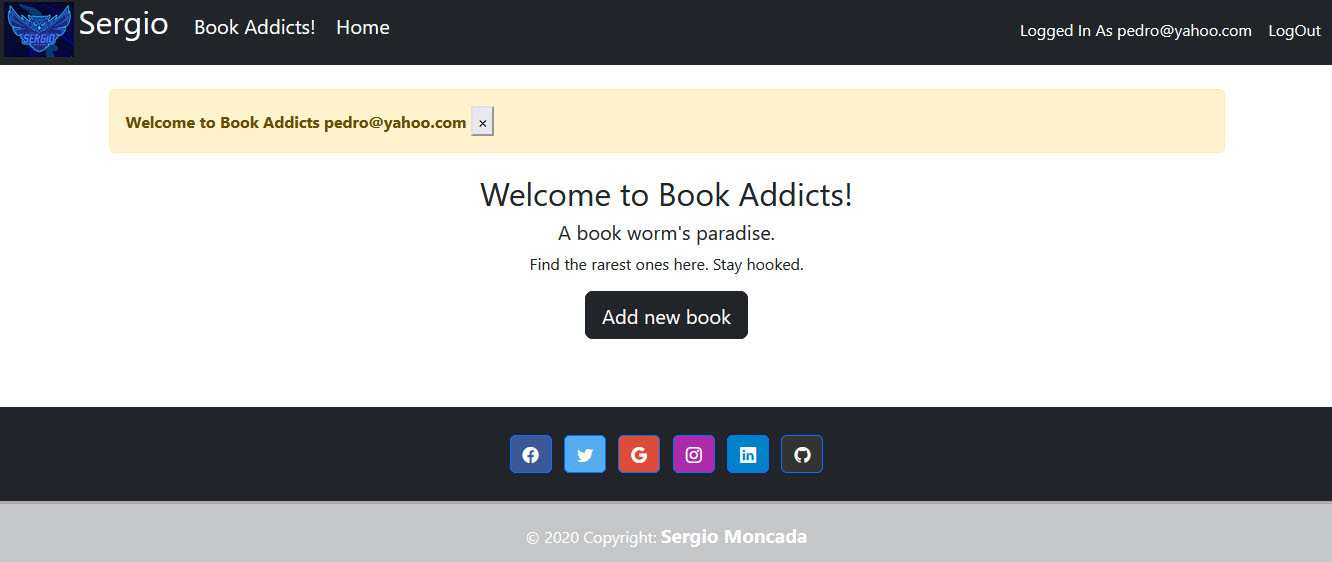 SERGIO
Sergio Book Addicts! Home Logged In As pedro@yahoo.com LogOut
Welcome to Book Addicts pedro@yahoo.com ×
Welcome to Book Addicts!
A book worm's paradise.
Find the rarest ones here. Stay hooked.
Add new book
© 2020 Copyright: Sergio Moncada